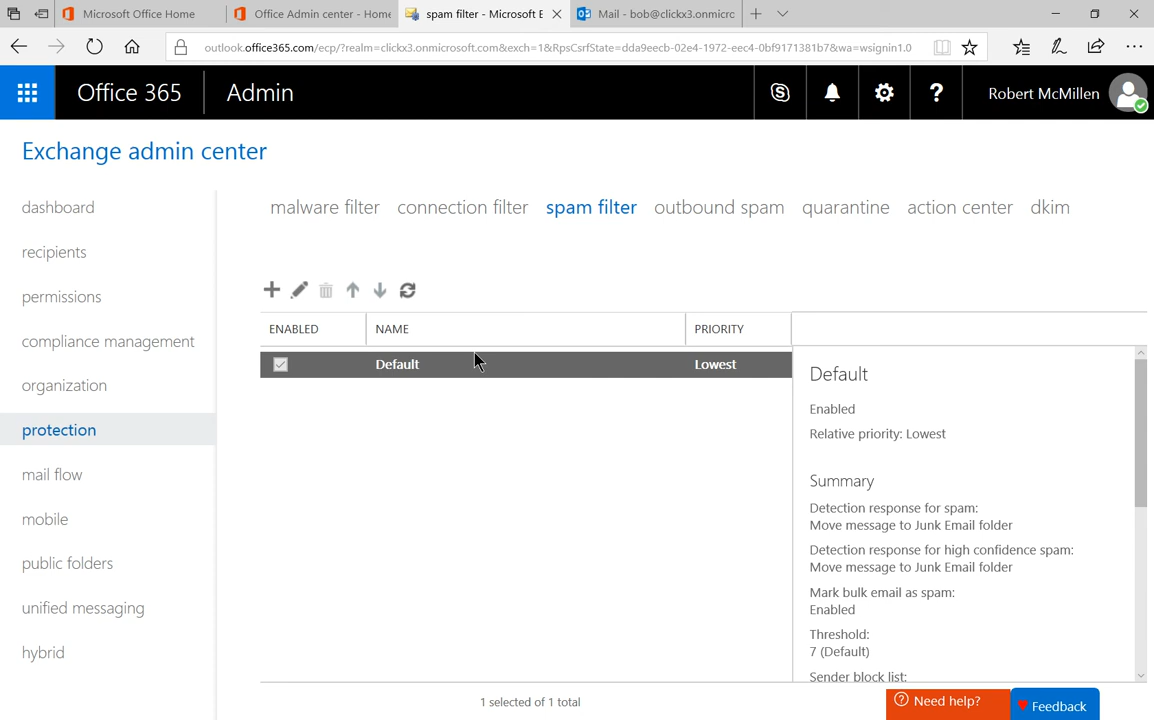 Microsoft Office Home
Office Admin center - Home
spam filter - Microsoft E
Mail - bob@clickx3.onmicro
outlook.office365.com/ecp/?realm=clickx3.onmicrosoft.com&exch=1&RpsCsrfState=dda9eecb-02e4-1972-eec4-0bf9171381b7&wa=wsignin1.0
Office 365
Admin
Robert McMillen
Exchange admin center
dashboard
recipients
permissions
compliance management
organization
protection
mail flow
mobile
public folders
unified messaging
hybrid
malware filter connection filter spam filter outbound spam quarantine action center dkim
ENABLED NAME PRIORITY
Default Lowest
Default
Enabled
Relative priority: Lowest
Summary
Detection response for spam:
Move message to Junk Email folder
Detection response for high confidence spam:
Move message to Junk Email folder
Mark bulk email as spam:
Enabled
Threshold:
7 (Default)
Sender block list:
1 selected of 1 total
Need help?
Feedback